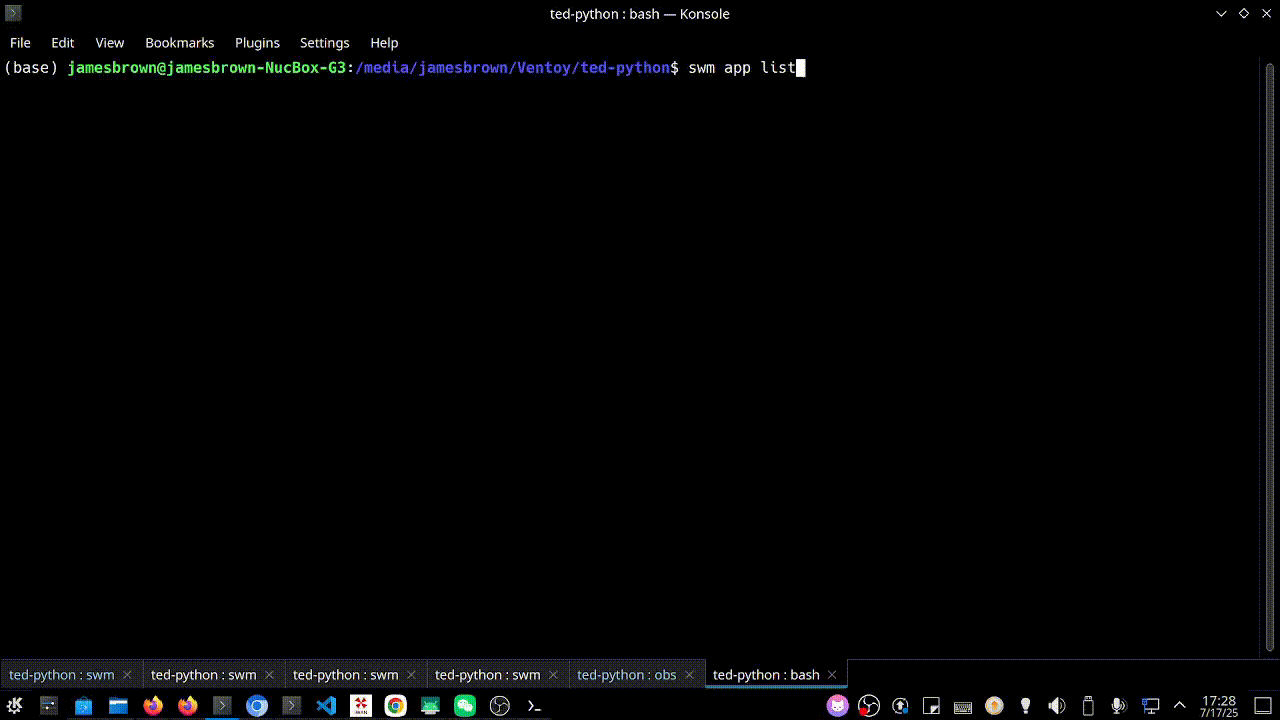 ted-python : bash — Konsole
File Edit View Bookmarks Plugins Settings Help
(base) jamesbrown@jamesbrown-NucBox-G3:/media/jamesbrown/Ventoy/ted-python$ swm app list
ted-python : swm ted-python : swm ted-python : swm ted-python : swm ted-python : obs ted-python : bash
17:28
7/17/25